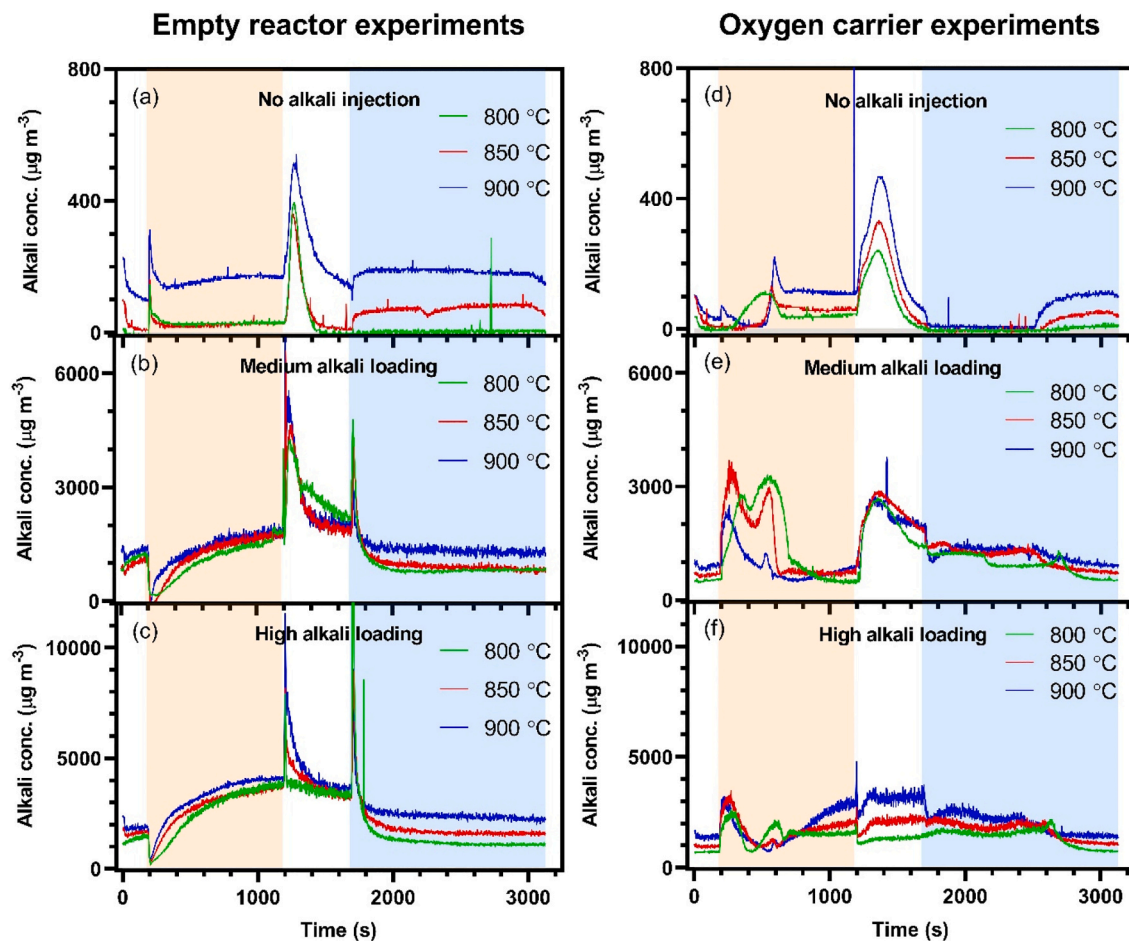 Empty reactor experiments
Oxygen carrier experiments
(a)
No alkali injection
800 °C
850 °C
900 °C
800
400
0
Alkali conc. (μg m⁻³)
(b)
Medium alkali loading
800 °C
850 °C
900 °C
6000
3000
0
Alkali conc. (μg m⁻³)
(c)
High alkali loading
800 °C
850 °C
900 °C
10000
5000
0
Alkali conc. (μg m⁻³)
0 1000 2000 3000
Time (s)
(d)
No alkali injection
800 °C
850 °C
900 °C
800
400
0
Alkali conc. (μg m⁻³)
(e)
Medium alkali loading
800 °C
850 °C
900 °C
6000
3000
0
Alkali conc. (μg m⁻³)
(f)
High alkali loading
800 °C
850 °C
900 °C
10000
5000
0
Alkali conc. (μg m⁻³)
0 1000 2000 3000
Time (s)